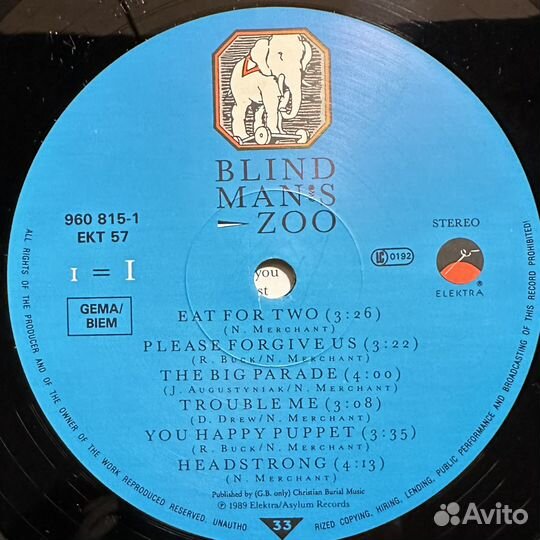 BLIND
MAN'S
ZOO
960 815-1
EKT 57
STEREO
LC 0192
1 = I
you
st
ELEKTRA®
GEMA/
BIEM
EAT FOR TWO (3:26)
(N. MERCHANT)
PLEASE FORGIVE US (3:22)
(R. BUCK/N. MERCHANT)
THE BIG PARADE (4:00)
(J. AUGUSTYNIAK/N. MERCHANT)
TROUBLE ME (3:08)
(D. DREW/N. MERCHANT)
YOU HAPPY PUPPET (3:35)
(R. BUCK/N. MERCHANT)
HEADSTRONG (4:13)
(N. MERCHANT)
Published by (G.B. only) Christian Burial Music
℗ 1989 Elektra/Asylum Records
33
ALL RIGHTS OF THE PRODUCER AND OF THE OWNER OF THE WORK REPRODUCED RESERVED. UNAUTHO RIZED COPYING, HIRING, LENDING, PUBLIC PERFORMANCE AND BROADCASTING OF THIS RECORD PROHIBITED!
Avito